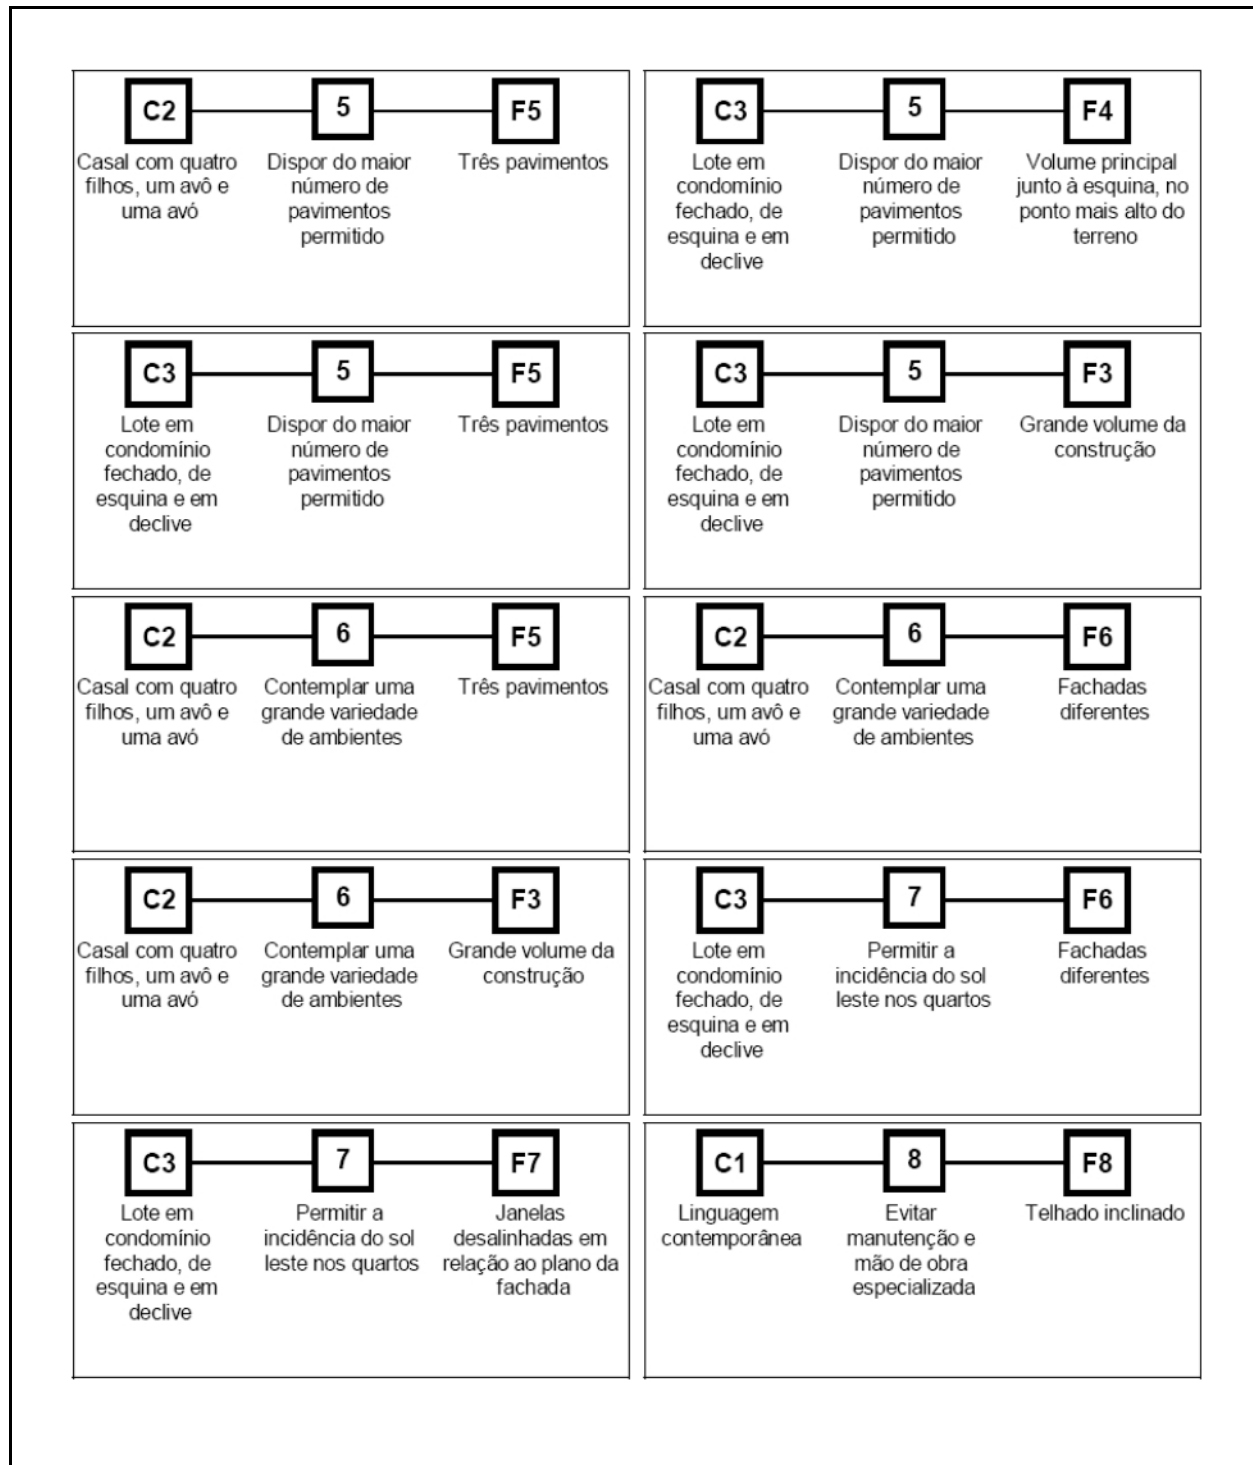 C2
5
F5
Casal com quatro
filhos, um avô e
uma avó
Dispor do maior
número de
pavimentos
permitido
Três pavimentos
C3
5
F4
Lote em
condomínio
fechado, de
esquina e em
declive
Dispor do maior
número de
pavimentos
permitido
Volume principal
junto à esquina, no
ponto mais alto do
terreno
C3
5
F5
Lote em
condomínio
fechado, de
esquina e em
declive
Dispor do maior
número de
pavimentos
permitido
Três pavimentos
C3
5
F3
Lote em
condomínio
fechado, de
esquina e em
declive
Dispor do maior
número de
pavimentos
permitido
Grande volume da
construção
C2
6
F5
Casal com quatro
filhos, um avô e
uma avó
Contemplar uma
grande variedade
de ambientes
Três pavimentos
C2
6
F6
Casal com quatro
filhos, um avô e
uma avó
Contemplar uma
grande variedade
de ambientes
Fachadas
diferentes
C2
6
F3
Casal com quatro
filhos, um avô e
uma avó
Contemplar uma
grande variedade
de ambientes
Grande volume da
construção
C3
7
F6
Lote em
condomínio
fechado, de
esquina e em
declive
Permitir a
incidência do sol
leste nos quartos
Fachadas
diferentes
C3
7
F7
Lote em
condomínio
fechado, de
esquina e em
declive
Permitir a
incidência do sol
leste nos quartos
Janelas
desalinhadas em
relação ao plano da
fachada
C1
8
F8
Linguagem
contemporânea
Evitar
manutenção e
mão de obra
especializada
Telhado inclinado